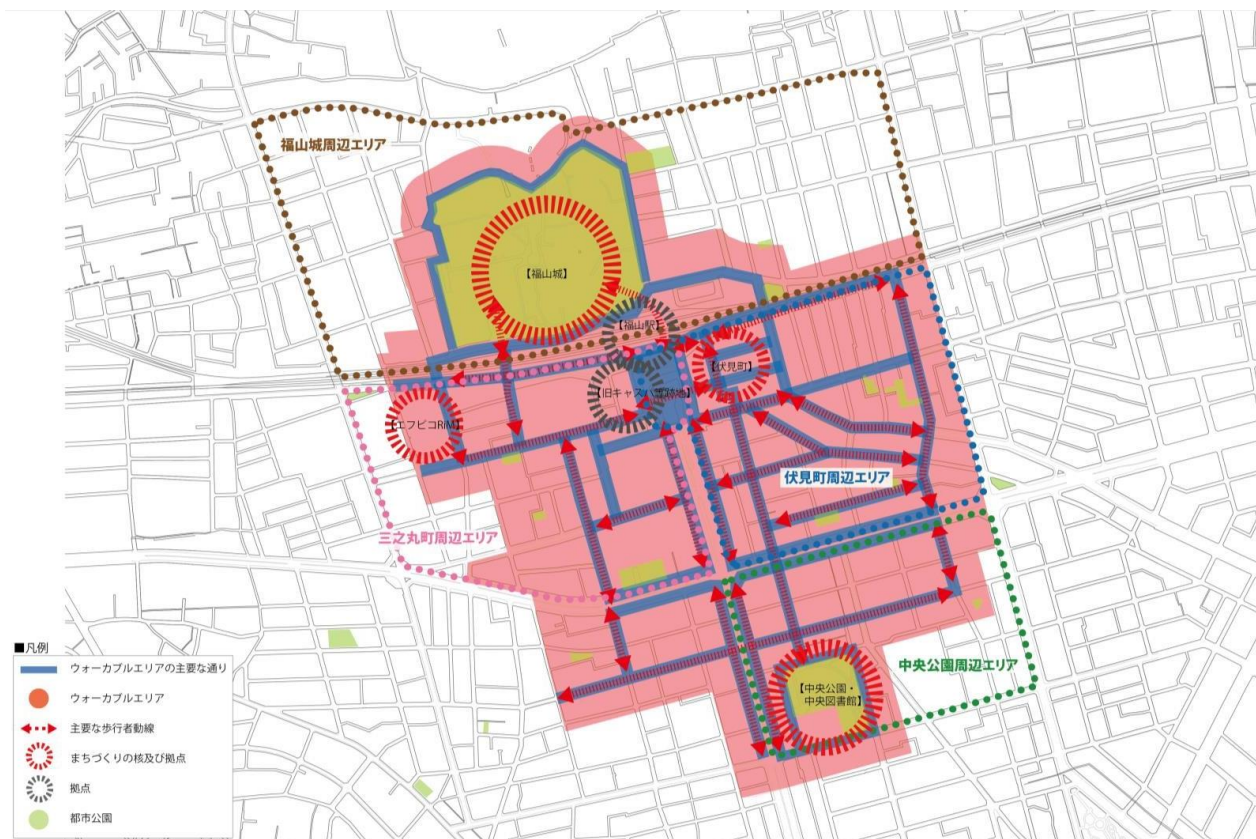 福山城周辺エリア
【福山城】
【福山駅】
【伏見町】
【旧キャスパ等跡地】
【エフピコRiM】
伏見町周辺エリア
三之丸町周辺エリア
中央公園周辺エリア
【中央公園・
中央図書館】
■凡例
ウォーカブルエリアの主要な通り
ウォーカブルエリア
主要な歩行者動線
まちづくりの核及び拠点
拠点
都市公園